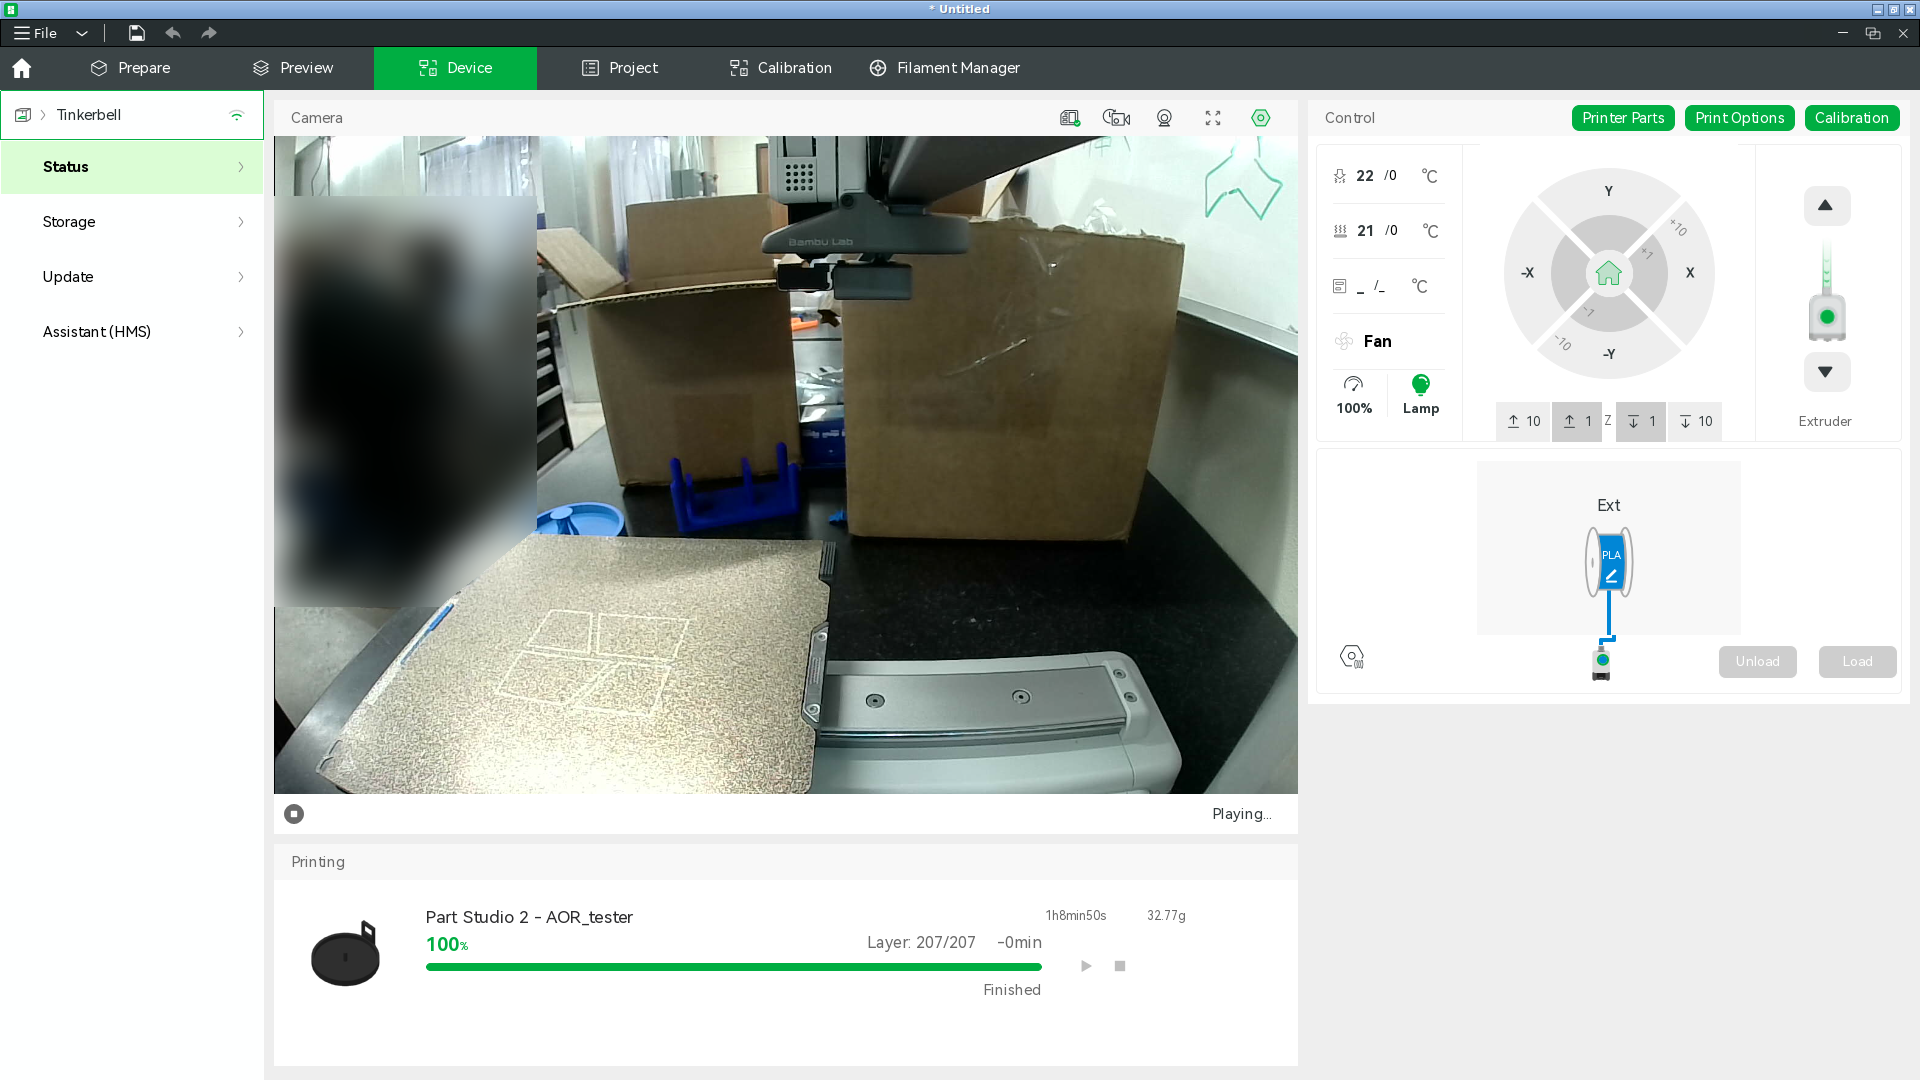 * Untitled
File
Prepare
Preview
Device
Project
Calibration
Filament Manager
Tinkerbell
Status
Storage
Update
Assistant (HMS)
Camera
Bambu Lab
Playing...
Printing
Part Studio 2 - AOR_tester
1h8min50s
32.77g
100%
Layer: 207/207
-0min
Finished
Control
Printer Parts
Print Options
Calibration
22 /0 °C
21 /0 °C
_ /_ °C
Fan
100%
Lamp
Y
+10
+1
-X
X
-1
-10
-Y
10
1
Z
1
10
Extruder
Ext
PLA
Unload
Load